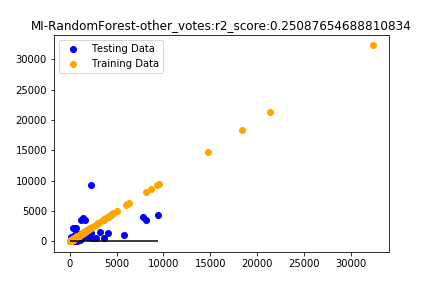 MI-RandomForest-other_votes:r2_score:0.25087654688810834
Testing Data
Training Data
30000
25000
20000
15000
10000
5000
0
0 5000 10000 15000 20000 25000 30000